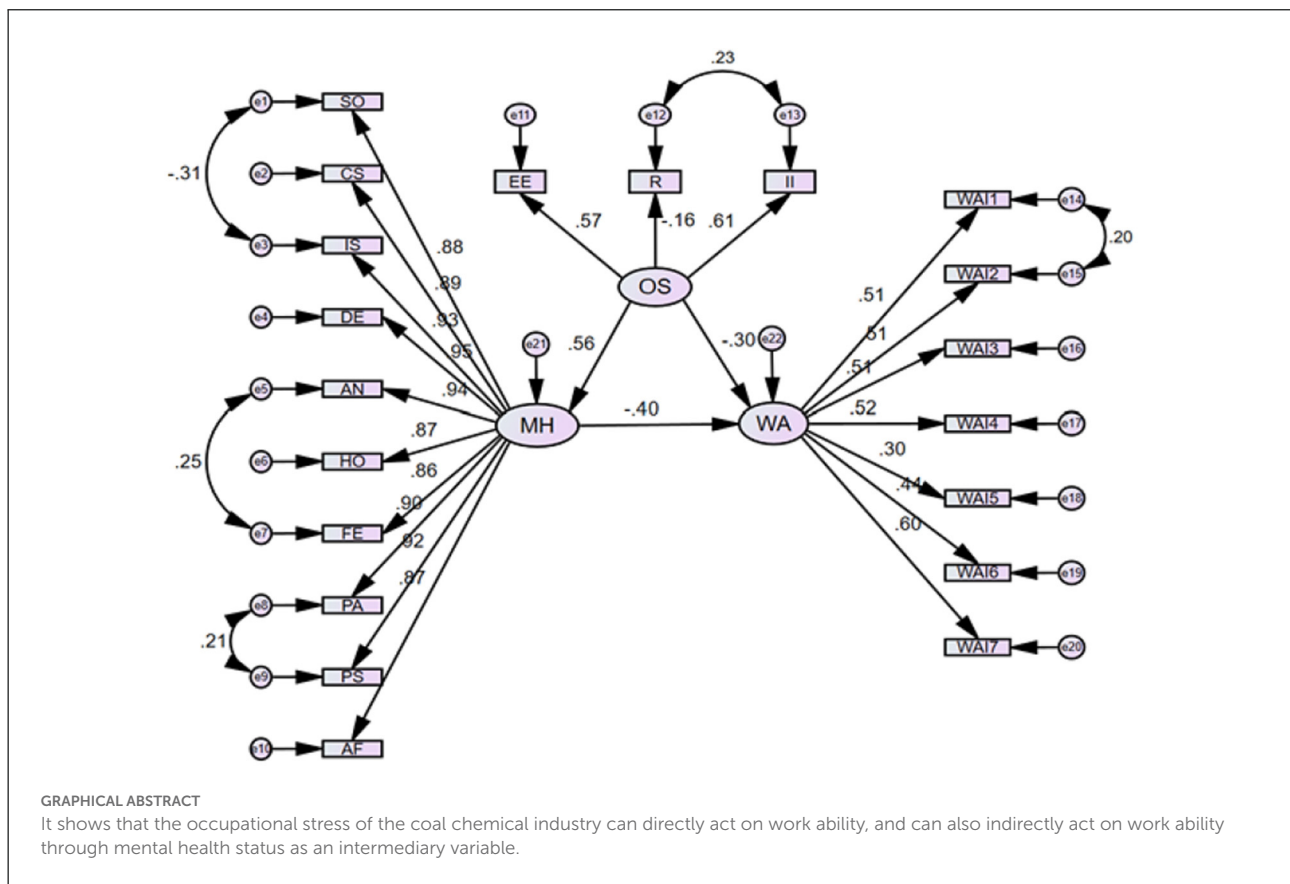 .23
e1 SO
e11 e12 e13
-.31
e2 CS
EE R II
e14 WAI1
.57 -.16 .61
e3 IS
.88
.20
e15 WAI2
.89
OS
.51
e4 DE
.93
.51
e16 WAI3
.95
e21
.56
-.30
e22
.51
e5 AN
.94
.52
MH
-.40
WA
e17 WAI4
.87
.30
.25
e6 HO
.86
.44
e18 WAI5
.90
.60
e7 FE
.92
e19 WAI6
.87
e8 PA
.21
e20 WAI7
e9 PS
e10 AF
GRAPHICAL ABSTRACT
It shows that the occupational stress of the coal chemical industry can directly act on work ability, and can also indirectly act on work ability
through mental health status as an intermediary variable.